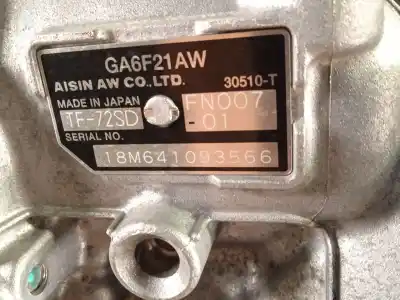 GA6F21AW
AISIN AW CO.,LTD. 30510-T
MADE IN JAPAN FN007
TF-72SD -01
SERIAL NO.
18M641093566